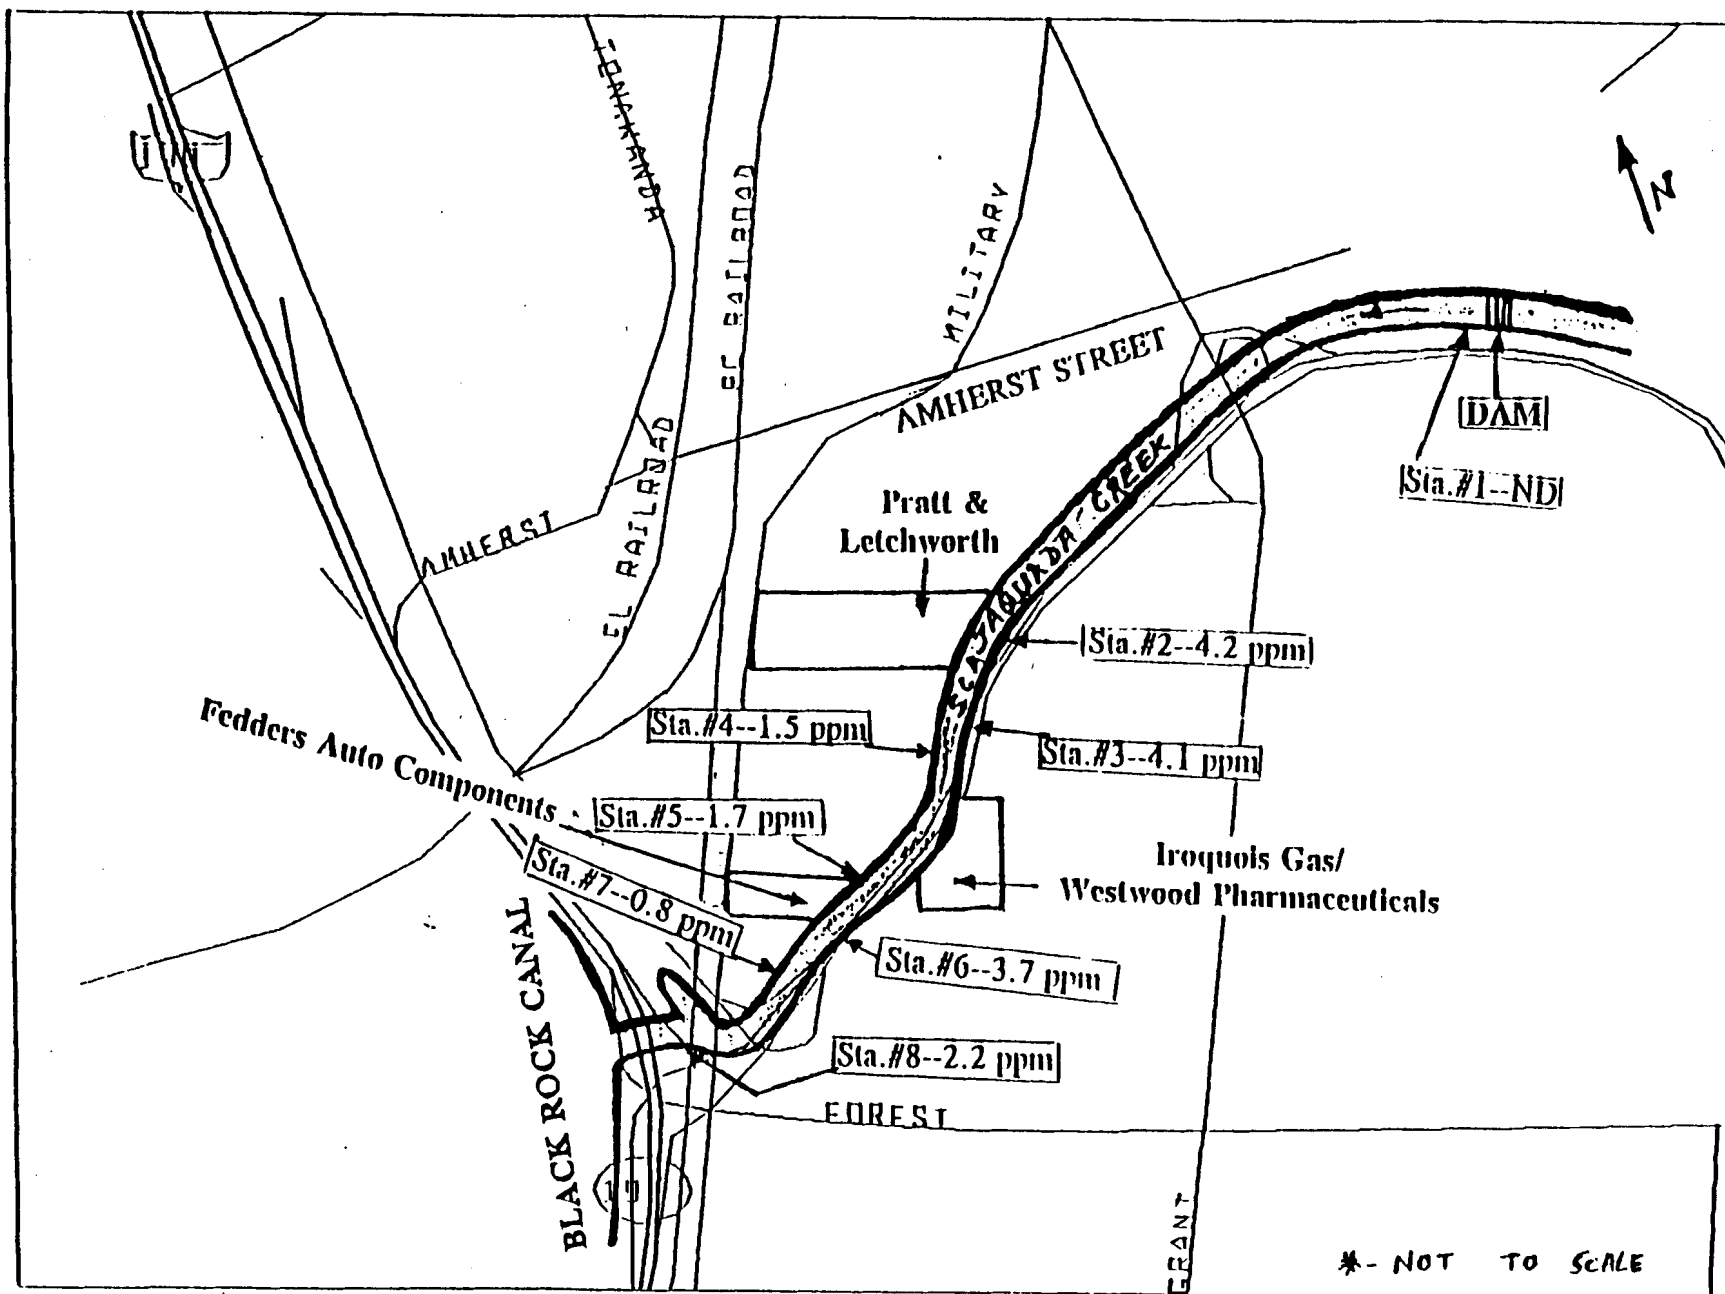 TONAWANDA
RAILROAD
MILITARY
N
AMHERST STREET
DAM
Sta.#1--ND
SCAJAQUADA CREEK
Pratt &
Letchworth
EL RAILROAD
AMHERST
Sta.#2--4.2 ppm
Sta.#4--1.5 ppm
Sta.#3--4.1 ppm
Fedders Auto Components
Sta.#5--1.7 ppm
Iroquois Gas/
Westwood Pharmaceuticals
Sta.#7--0.8 ppm
Sta.#6--3.7 ppm
BLACK ROCK CANAL
Sta.#8--2.2 ppm
FOREST
GRANT
*- NOT TO SCALE